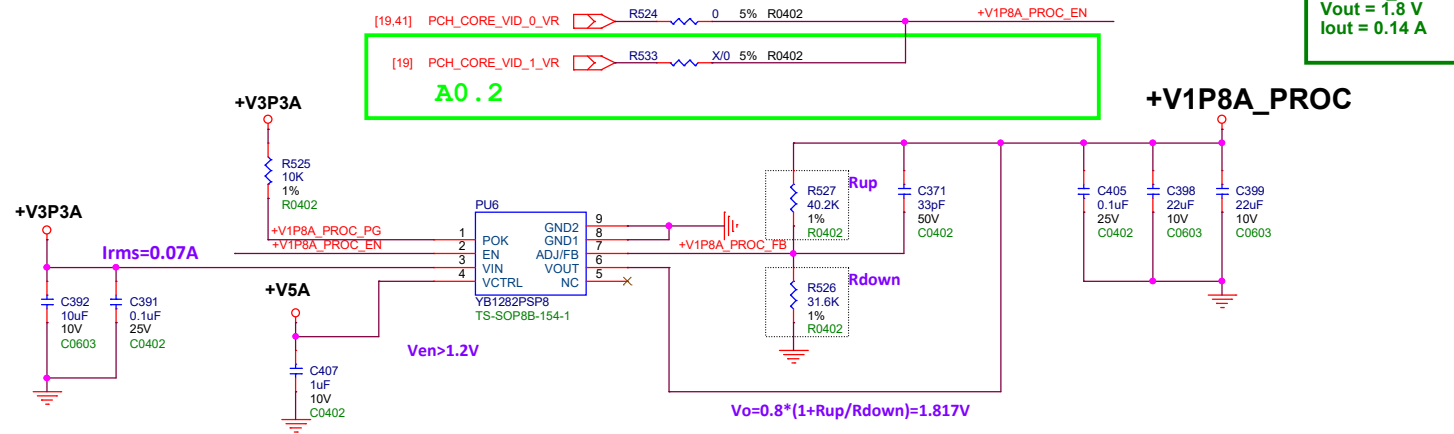 Vout = 1.8 V
Iout = 0.14 A
[19,41] PCH_CORE_VID_0_VR R524 0 5% R0402 +V1P8A_PROC_EN
[19] PCH_CORE_VID_1_VR R533 X/0 5% R0402
A0.2
+V3P3A
+V1P8A_PROC
R525
10K
1%
R0402
Rup
R527
40.2K
1%
R0402
C371
33pF
50V
C0402
C405
0.1uF
25V
C0402
C398
22uF
10V
C0603
C399
22uF
10V
C0603
+V3P3A
Irms=0.07A
+V1P8A_PROC_PG
+V1P8A_PROC_EN
PU6
1 POK
2 EN
3 VIN
4 VCTRL
GND2 9
GND1 8
ADJ/FB 7
VOUT 6
NC 5
YB1282PSP8
TS-SOP8B-154-1
+V1P8A_PROC_FB
Rdown
R526
31.6K
1%
R0402
C392
10uF
10V
C0603
C391
0.1uF
25V
C0402
+V5A
Ven>1.2V
C407
1uF
10V
C0402
Vo=0.8*(1+Rup/Rdown)=1.817V